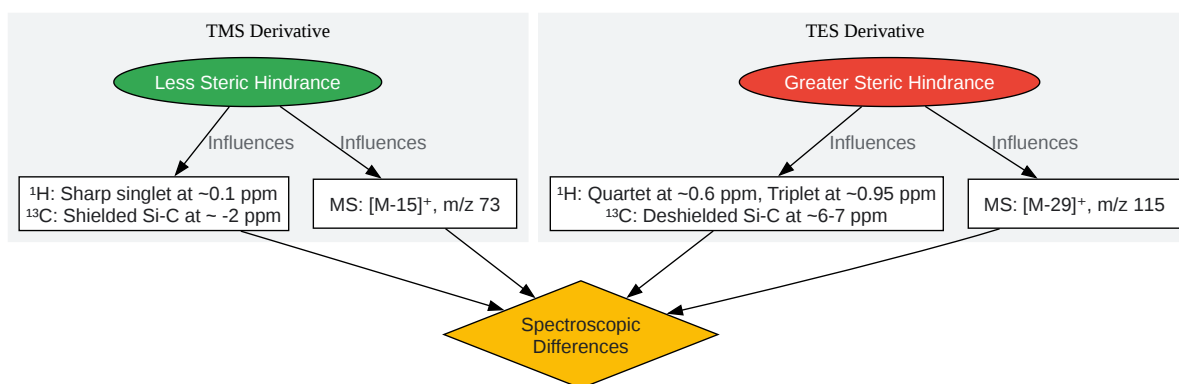 TMS Derivative
Less Steric Hindrance
Influences
Influences
¹H: Sharp singlet at ~0.1 ppm
¹³C: Shielded Si-C at ~ -2 ppm
MS: [M-15]⁺, m/z 73
TES Derivative
Greater Steric Hindrance
Influences
Influences
¹H: Quartet at ~0.6 ppm, Triplet at ~0.95 ppm
¹³C: Deshielded Si-C at ~6-7 ppm
MS: [M-29]⁺, m/z 115
Spectroscopic
Differences